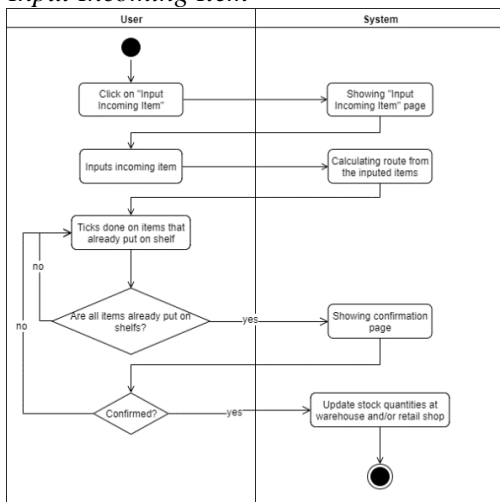 Input Incoming Item
User
System
Click on "Input
Incoming Item"
Showing "Input
Incoming Item" page
Inputs incoming item
Calculating route from
the inputed items
Ticks done on items that
already put on shelf
no
no
Are all items already put on
shelfs?
yes
Showing confirmation
page
Confirmed?
yes
Update stock quantities at
warehouse and/or retail shop